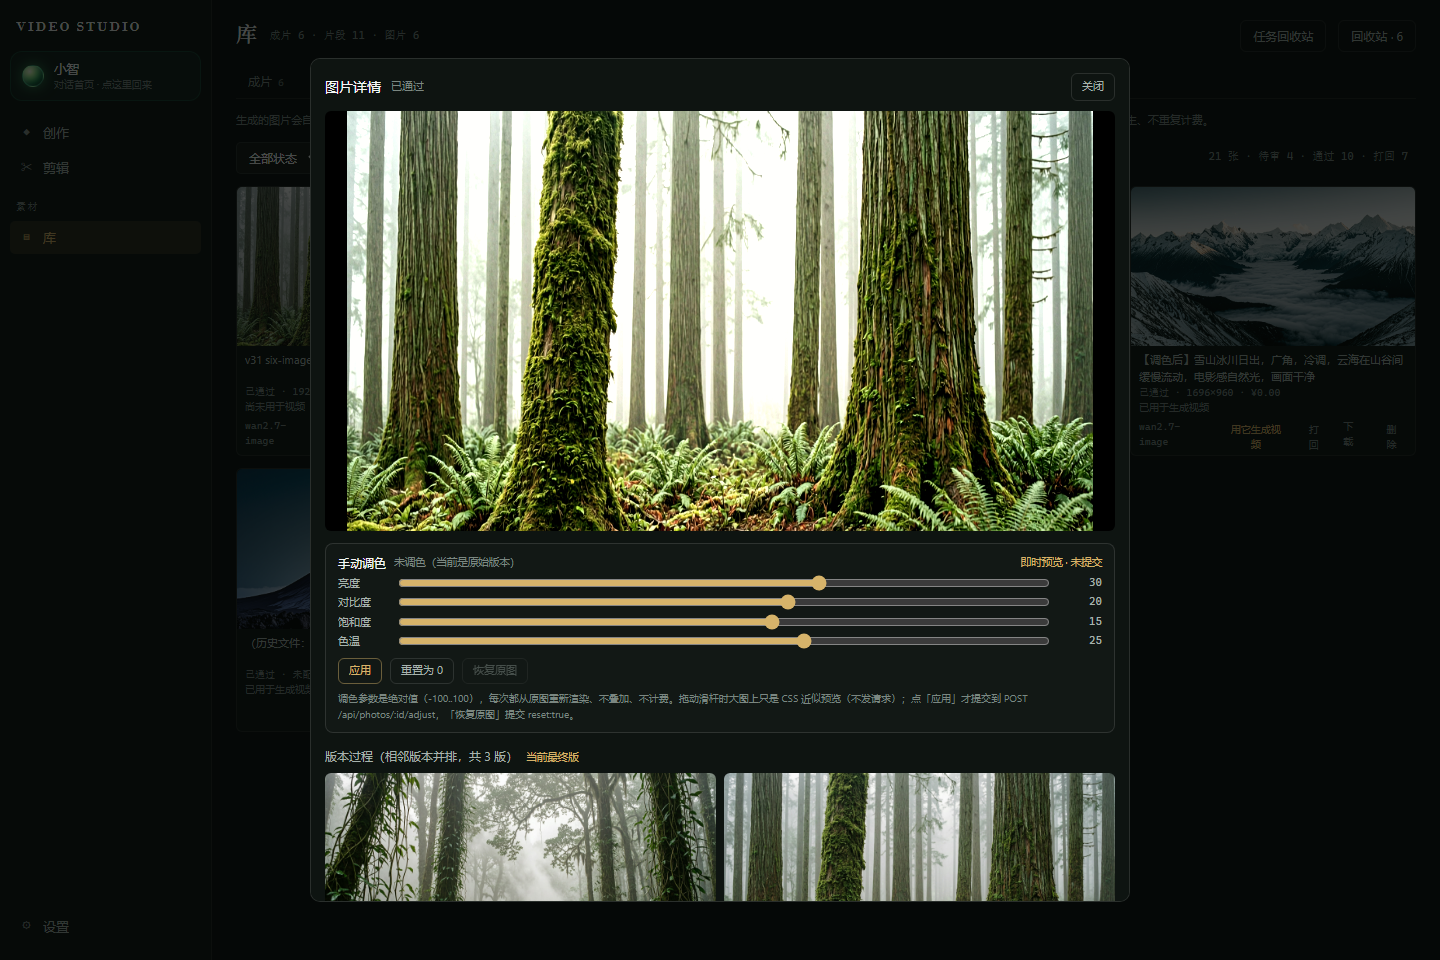 VIDEO STUDIO
小智
对话首页 · 点这里回来
创作
剪辑
素材
库
设置
库
成片 6 · 片段 11 · 图片 6
任务回收站
回收站 · 6
成片 6
生成的图片会自
不重复计费。
全部状态
21 张 · 待审 4 · 通过 10 · 打回 7
v31 six-image
已通过 · 192
尚未用于视频
wan2.7-
image
(历史文件:
已通过 · 未
已用于生成视频
【调色后】雪山冰川日出，广角，冷调，云海在山谷间
缓慢流动，电影感自然光，画面干净
已通过 · 1696×960 · ¥0.00
已用于生成视频
wan2.7-
image
用它生成视
频
打
回
下
载
删
除
图片详情
已通过
关闭
手动调色
未调色（当前是原始版本）
即时预览 · 未提交
亮度
30
对比度
20
饱和度
15
色温
25
应用
重置为 0
恢复原图
调色参数是绝对值（-100..100），每次都从原图重新渲染、不叠加、不计费。拖动滑杆时大图上只是 CSS 近似预览（不发请求）；点「应用」才提交到 POST
/api/photos/:id/adjust，「恢复原图」提交 reset:true。
版本过程（相邻版本并排，共 3 版）
当前最终版